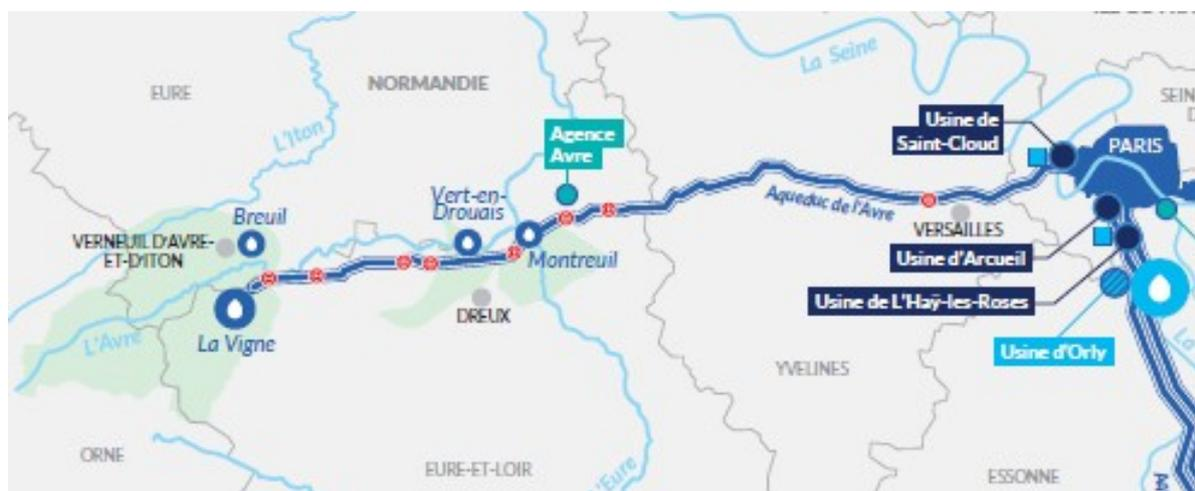 La Seine
NORMANDIE
EURE
L'Iton
Agence
Avre
Usine de
Saint-Cloud
PARIS
Vert-en-
Drouais
Breuil
Aqueduc de l'Avre
VERNEUIL D'AVRE-
ET-D'ITON
VERSAILLES
Montreuil
Usine d'Arcueil
Usine de L'Haÿ-les-Roses
DREUX
La Vigne
L'Avre
Usine d'Orly
YVELINES
ORNE
EURE-ET-LOIR
ESSONNE
L'Eure